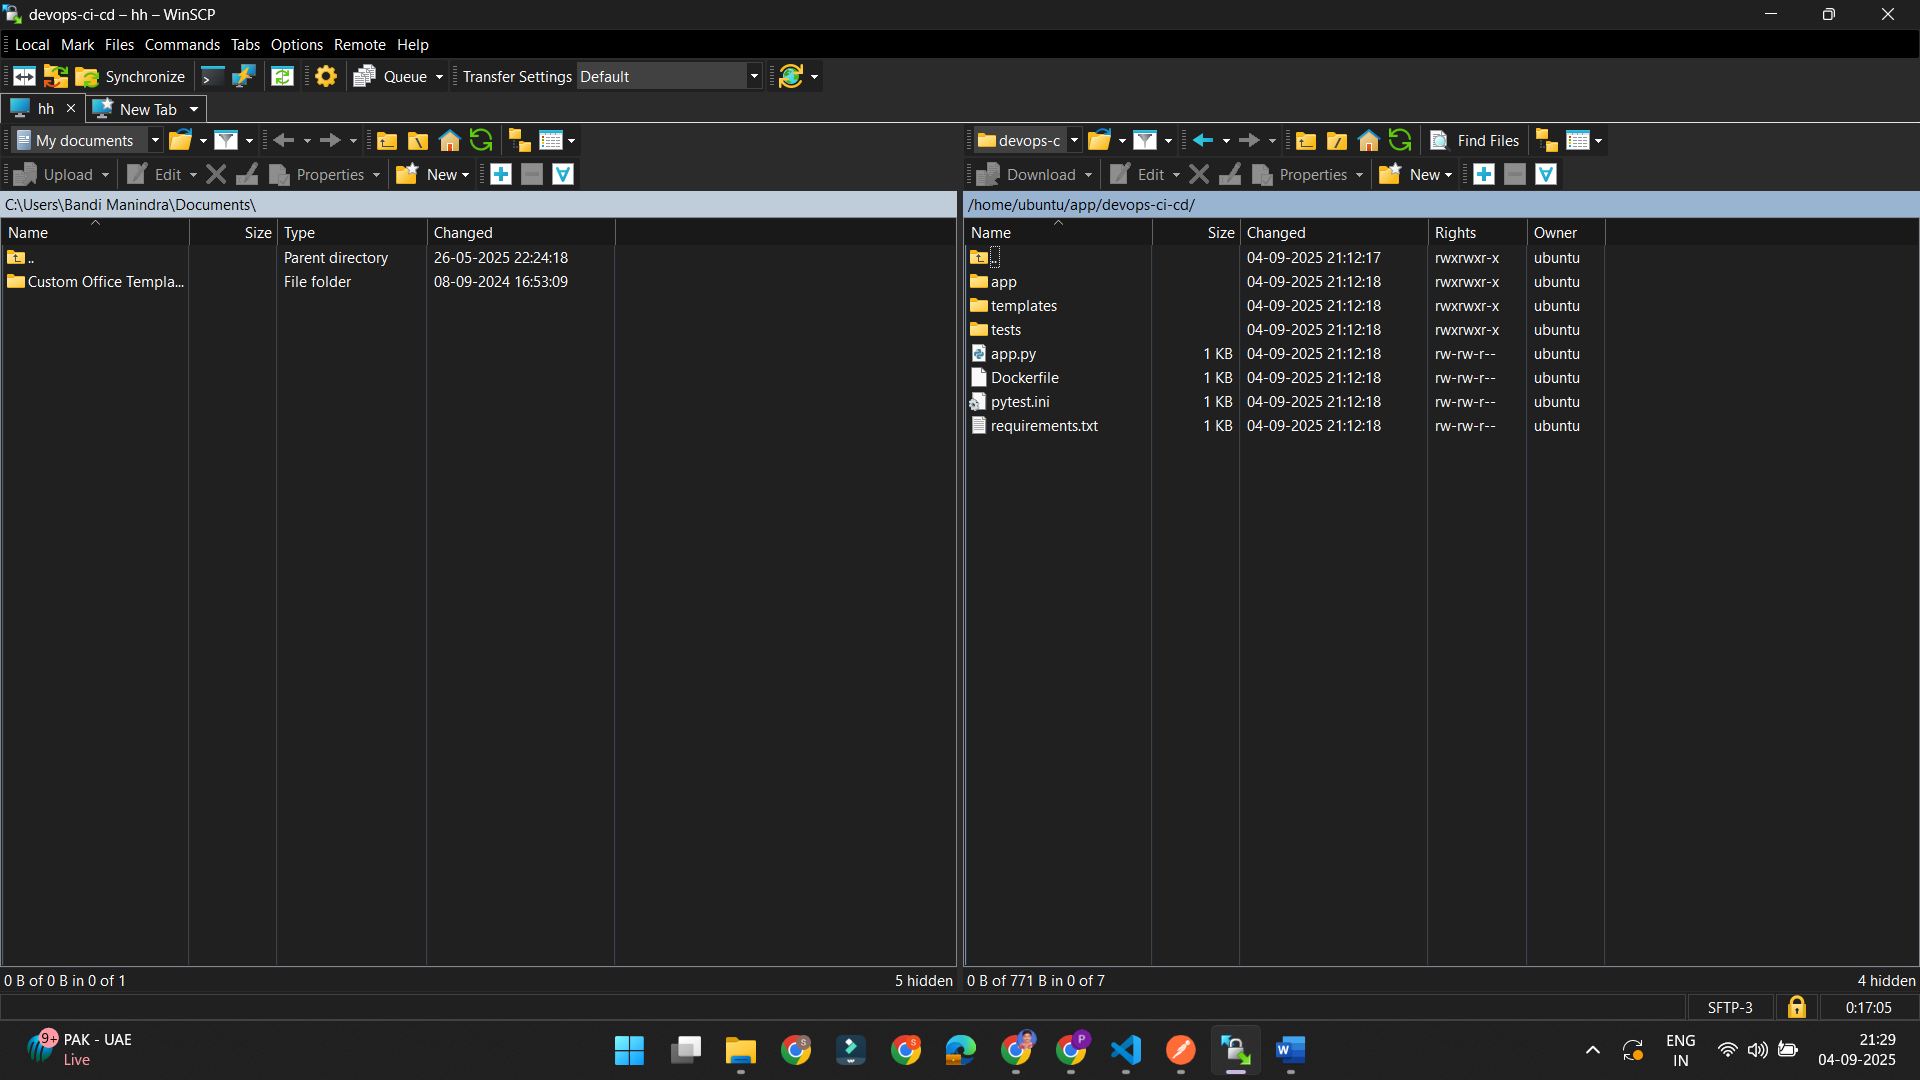 devops-ci-cd – hh – WinSCP
Local Mark Files Commands Tabs Options Remote Help
Synchronize Queue Transfer Settings Default
hh New Tab
My documents
Upload Edit Properties New
C:\Users\Bandi Manindra\Documents\
Name Size Type Changed
.. Parent directory 26-05-2025 22:24:18
Custom Office Templa... File folder 08-09-2024 16:53:09
0 B of 0 B in 0 of 1 5 hidden
devops-c Find Files
Download Edit Properties New
/home/ubuntu/app/devops-ci-cd/
Name Size Changed Rights Owner
.. 04-09-2025 21:12:17 rwxrwxr-x ubuntu
app 04-09-2025 21:12:18 rwxrwxr-x ubuntu
templates 04-09-2025 21:12:18 rwxrwxr-x ubuntu
tests 04-09-2025 21:12:18 rwxrwxr-x ubuntu
app.py 1 KB 04-09-2025 21:12:18 rw-rw-r-- ubuntu
Dockerfile 1 KB 04-09-2025 21:12:18 rw-rw-r-- ubuntu
pytest.ini 1 KB 04-09-2025 21:12:18 rw-rw-r-- ubuntu
requirements.txt 1 KB 04-09-2025 21:12:18 rw-rw-r-- ubuntu
0 B of 771 B in 0 of 7 4 hidden
SFTP-3 0:17:05
9+ PAK - UAE
Live
S
S
P
W
ENG
IN
21:29
04-09-2025